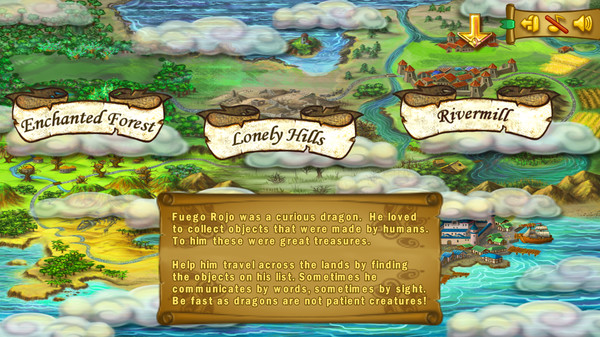 Enchanted Forest
Lonely Hills
Rivermill
Fuego Rojo was a curious dragon. He loved
to collect objects that were made by humans.
To him these were great treasures.
Help him travel across the lands by finding
the objects on his list. Sometimes he
communicates by words, sometimes by sight.
Be fast as dragons are not patient creatures!